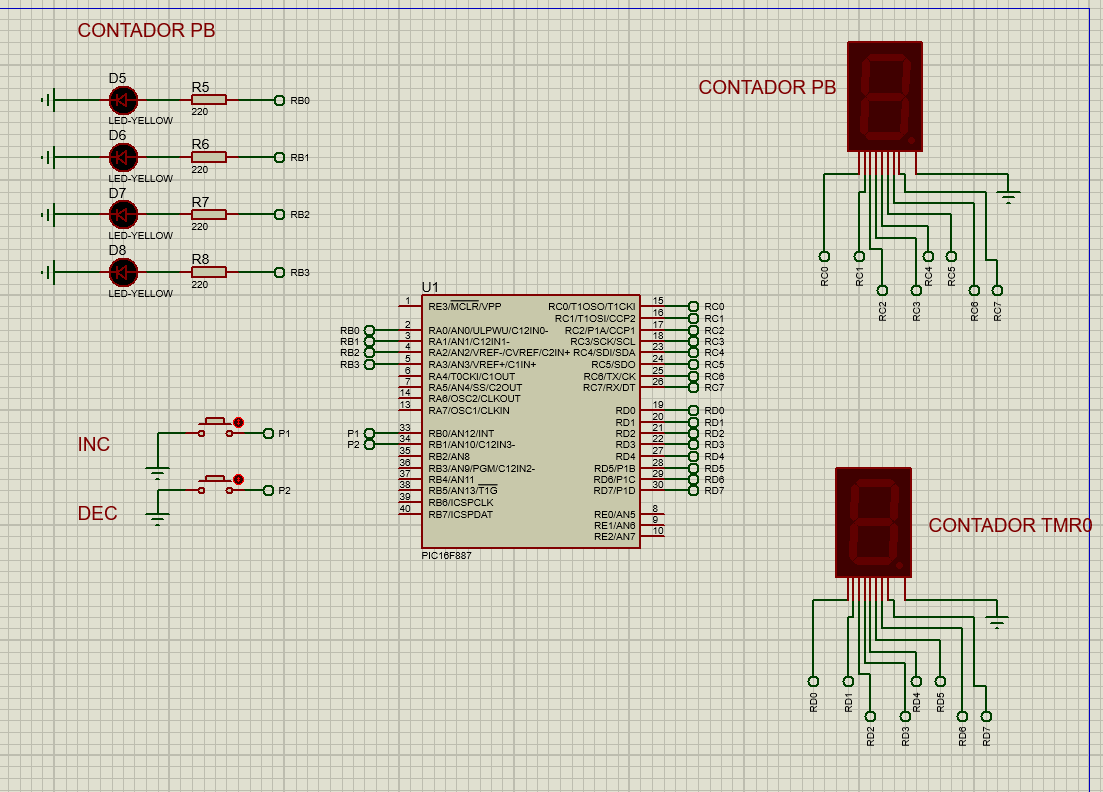 CONTADOR PB
D5
R5
RB0
220
LED-YELLOW
D6
R6
RB1
220
LED-YELLOW
D7
R7
RB2
220
LED-YELLOW
D8
R8
RB3
220
LED-YELLOW
CONTADOR PB
RC0
RC1
RC2
RC3
RC4
RC5
RC6
RC7
U1
1 RE3/MCLR/VPP
RB0 2 RA0/AN0/ULPWU/C12IN0-
RB1 3 RA1/AN1/C12IN1-
RB2 4 RA2/AN2/VREF-/CVREF/C2IN+
RB3 5 RA3/AN3/VREF+/C1IN+
6 RA4/T0CKI/C1OUT
7 RA5/AN4/SS/C2OUT
14 RA6/OSC2/CLKOUT
13 RA7/OSC1/CLKIN
P1 33 RB0/AN12/INT
P2 34 RB1/AN10/C12IN3-
35 RB2/AN8
36 RB3/AN9/PGM/C12IN2-
37 RB4/AN11
38 RB5/AN13/T1G
39 RB6/ICSPCLK
40 RB7/ICSPDAT
RC0/T1OSO/T1CKI 15 RC0
RC1/T1OSI/CCP2 16 RC1
RC2/P1A/CCP1 17 RC2
RC3/SCK/SCL 18 RC3
RC4/SDI/SDA 23 RC4
RC5/SDO 24 RC5
RC6/TX/CK 25 RC6
RC7/RX/DT 26 RC7
RD0 19 RD0
RD1 20 RD1
RD2 21 RD2
RD3 22 RD3
RD4 27 RD4
RD5/P1B 28 RD5
RD6/P1C 29 RD6
RD7/P1D 30 RD7
RE0/AN5 8
RE1/AN6 9
RE2/AN7 10
PIC16F887
INC
P1
DEC
P2
CONTADOR TMR0
RD0
RD1
RD2
RD3
RD4
RD5
RD6
RD7